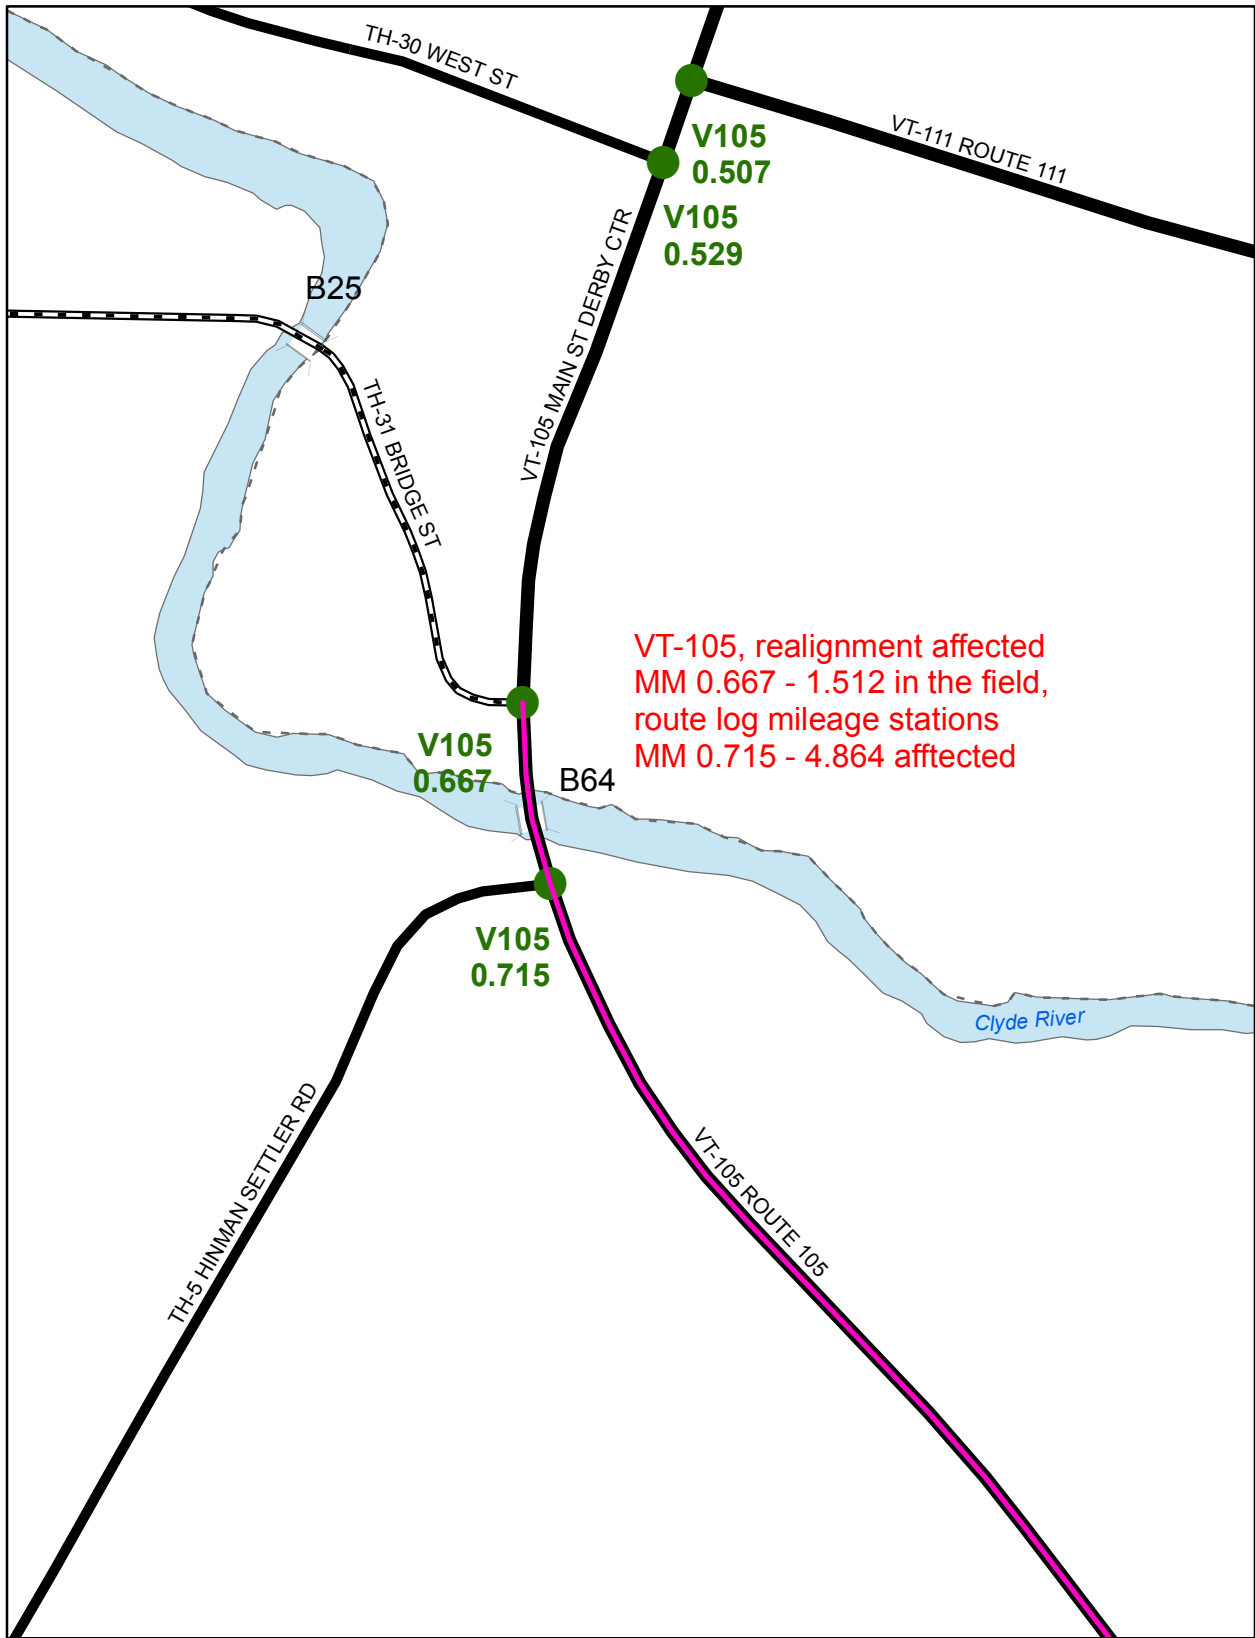 TH-30 WEST ST
VT-111 ROUTE 111
V105
0.507
V105
0.529
VT-105 MAIN ST DERBY CTR
B25
TH-31 BRIDGE ST
VT-105, realignment affected
MM 0.667 - 1.512 in the field,
route log mileage stations
MM 0.715 - 4.864 afftected
V105
0.667
B64
V105
0.715
Clyde River
TH-5 HINMAN SETTLER RD
VT-105 ROUTE 105